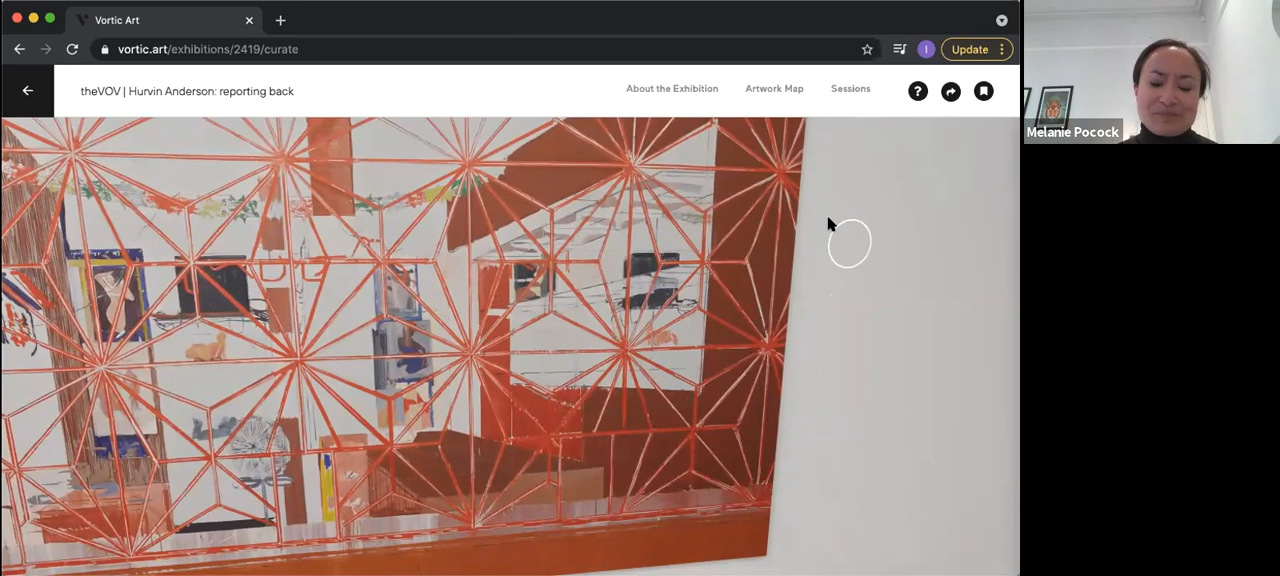 Vortic Art
vortic.art/exhibitions/2419/curate
I
Update
theVOV | Hurvin Anderson: reporting back
About the Exhibition
Artwork Map
Sessions
?
Melanie Pocock